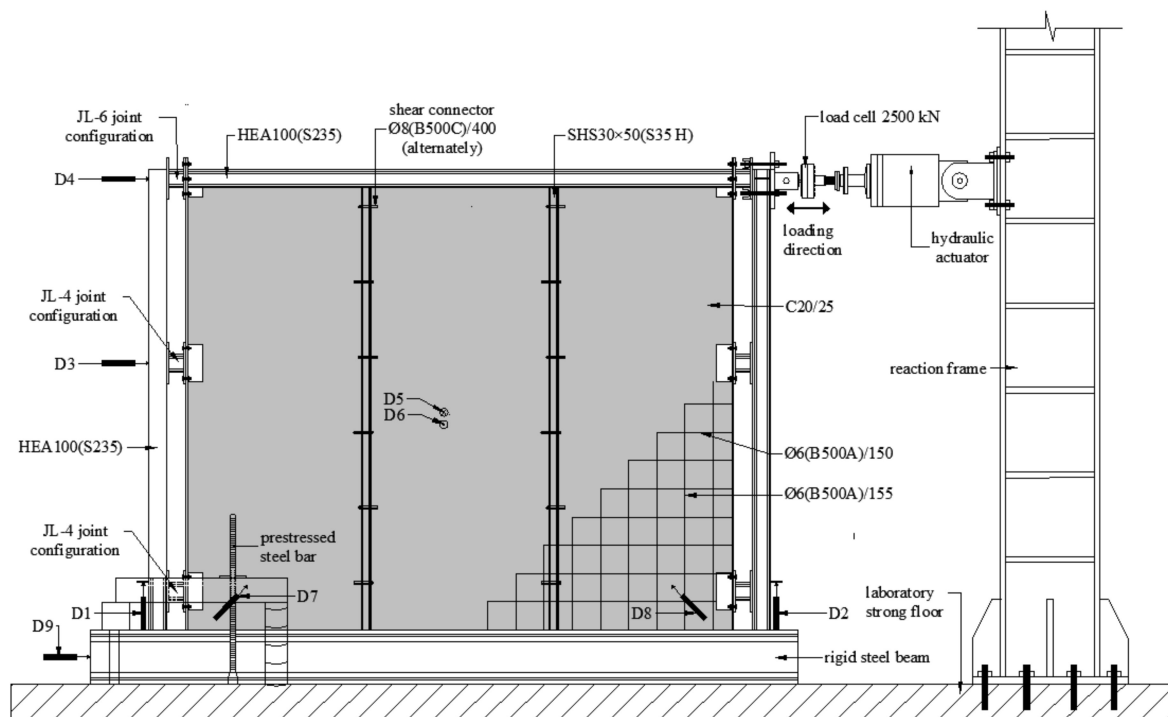 JL-6 joint
configuration
HEA100(S235)
shear connector
Ø8(B500C)/400
(alternately)
SHS30×50(S35 H)
load cell 2500 kN
D4
loading
direction
hydraulic
actuator
JL-4 joint
configuration
C20/25
D3
reaction frame
D5
D6
HEA100(S235)
Ø6(B500A)/150
Ø6(B500A)/155
JL-4 joint
configuration
prestressed
steel bar
D7
D1
D8
D2
laboratory
strong floor
D9
rigid steel beam